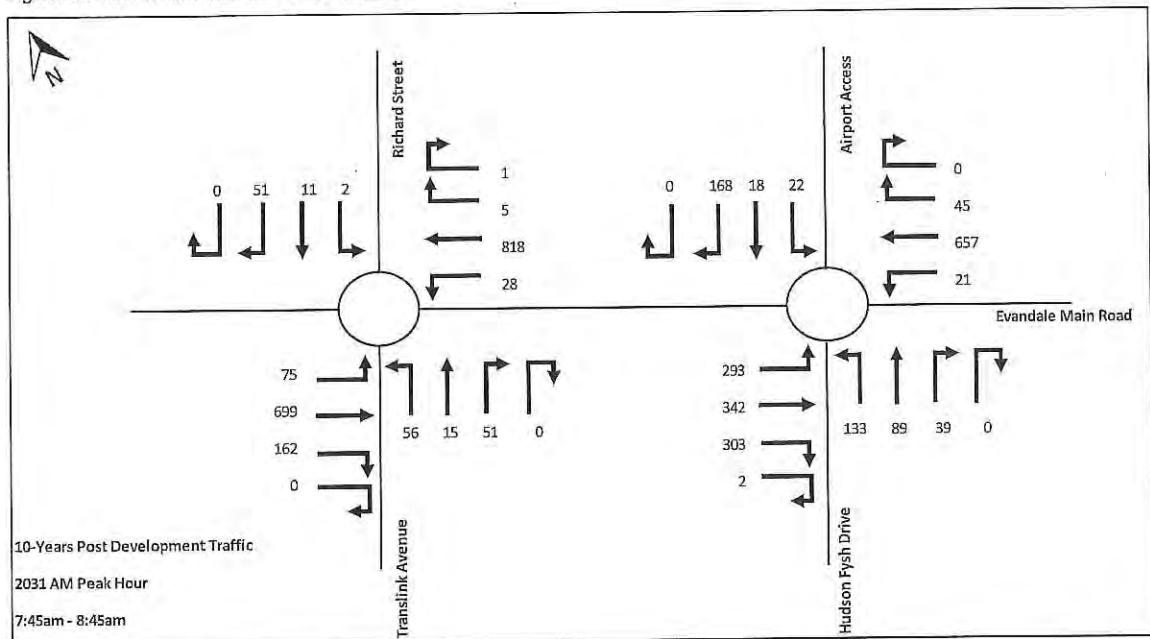 N
Richard Street
Airport Access
0 51 11 2
1
5
818
28
0 168 18 22
0
45
657
21
Evandale Main Road
75
699
162
0
56 15 51 0
293
342
303
2
133 89 39 0
Translink Avenue
Hudson Fysh Drive
10-Years Post Development Traffic
2031 AM Peak Hour
7:45am - 8:45am